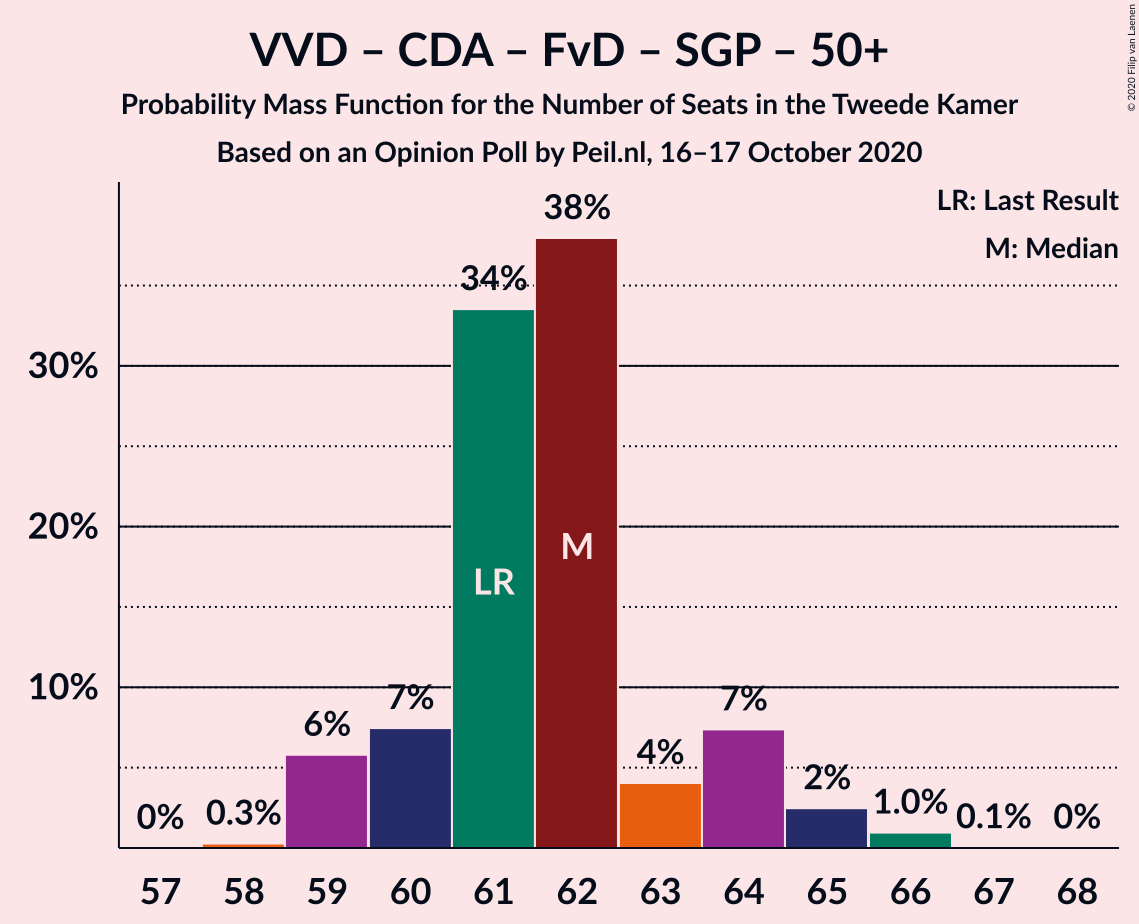 VVD – CDA – FvD – SGP – 50+
Probability Mass Function for the Number of Seats in the Tweede Kamer
Based on an Opinion Poll by Peil.nl, 16–17 October 2020
© 2020 Filip van Laenen
LR: Last Result
M: Median
38%
34%
30%
20%
10%
M
LR
0%
0.3%
6%
7%
4%
7%
2%
1.0%
0.1%
0%
57 58 59 60 61 62 63 64 65 66 67 68